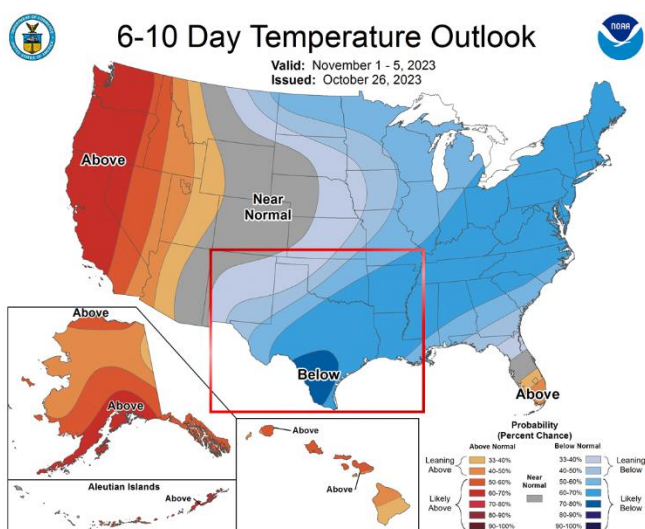 6-10 Day Temperature Outlook
Valid: November 1 - 5, 2023
Issued: October 26, 2023
NOAA
Above
Near
Normal
Below
Above
Above
Above
Aleutian Islands
Above
Above
Above
Probability
(Percent Chance)
Above Normal
Below Normal
Leaning
Above
33-40%
40-50%
Likely
Above
50-60%
60-70%
70-80%
80-90%
90-100%
Near
Normal
33-40%
40-50%
Leaning
Below
50-60%
60-70%
70-80%
80-90%
90-100%
Likely
Below